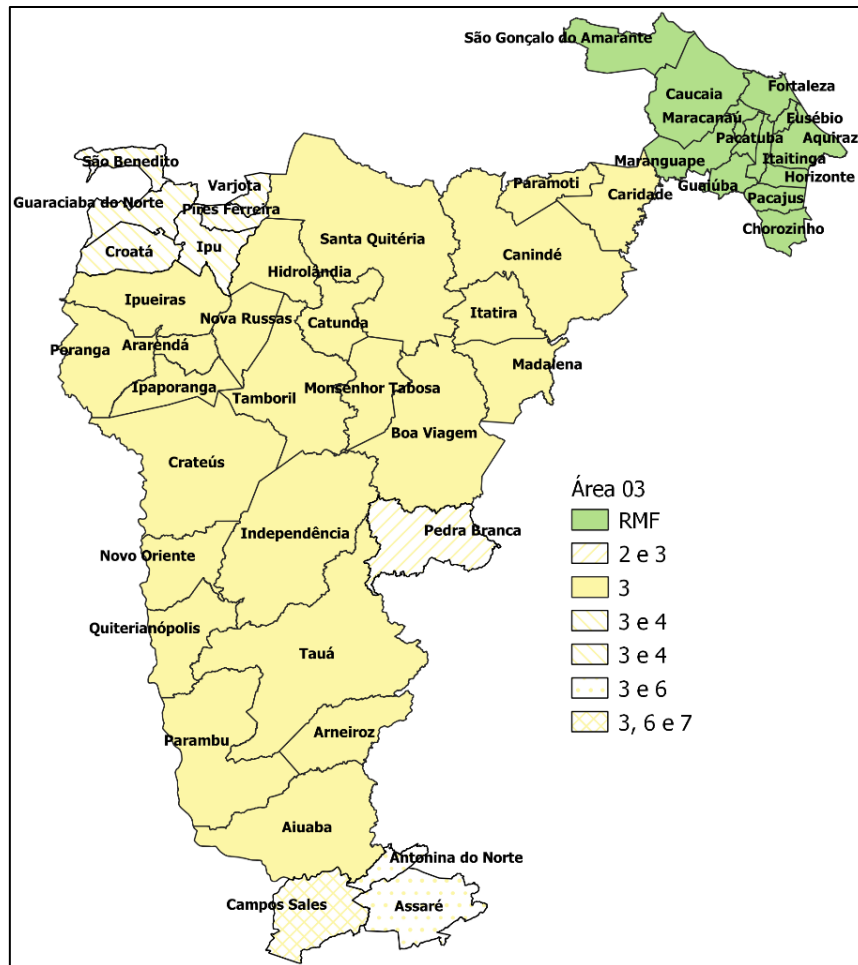 São Gonçalo do Amarante
Fortaleza
Caucaia
Maracanaú
Eusébio
Pacatuba
Aquiraz
Maranguape
Itaitinga
Horizonte
Guaiúba
Pacajus
Chorozinho
São Benedito
Varjota
Guaraciaba do Norte
Pires Ferreira
Croatá
Ipu
Paramoti
Caridade
Santa Quitéria
Canindé
Hidrolândia
Ipueiras
Nova Russas
Catunda
Itatira
Poranga
Ararendá
Ipaporanga
Tamboril
Monsenhor Tabosa
Madalena
Boa Viagem
Crateús
Independência
Pedra Branca
Novo Oriente
Quiterianópolis
Tauá
Parambu
Arneiroz
Aiuaba
Antonina do Norte
Campos Sales
Assaré
Área 03
RMF
2 e 3
3
3 e 4
3 e 4
3 e 6
3, 6 e 7